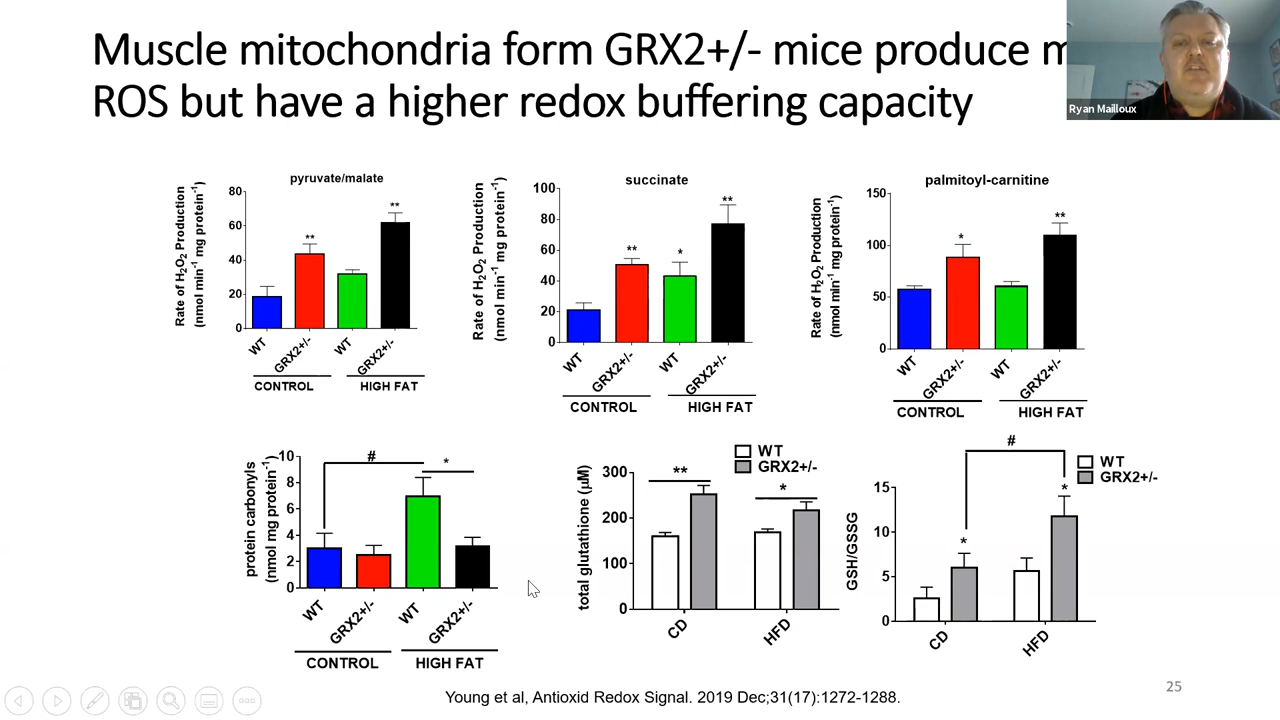 Muscle mitochondria form GRX2+/- mice produce
ROS but have a higher redox buffering capacity
Ryan Mailloux
pyruvate/malate
Rate of H₂O₂ Production
(nmol min⁻¹ mg protein⁻¹)
80
60
40
20
0
**
**
WT
GRX2+/-
WT
GRX2+/-
CONTROL
HIGH FAT
succinate
Rate of H₂O₂ Production
(nmol min⁻¹ mg protein⁻¹)
100
80
60
40
20
0
**
*
**
WT
GRX2+/-
WT
GRX2+/-
CONTROL
HIGH FAT
palmitoyl-carnitine
Rate of H₂O₂ Production
(nmol min⁻¹ mg protein⁻¹)
150
100
50
0
*
**
WT
GRX2+/-
WT
GRX2+/-
CONTROL
HIGH FAT
protein carbonyls
(nmol mg protein⁻¹)
10
8
6
4
2
0
#
*
WT
GRX2+/-
WT
GRX2+/-
CONTROL
HIGH FAT
WT
GRX2+/-
total glutathione (µM)
300
200
100
0
**
*
CD
HFD
#
WT
GRX2+/-
GSH/GSSG
15
10
5
0
*
*
CD
HFD
Young et al, Antioxid Redox Signal. 2019 Dec;31(17):1272-1288.
25